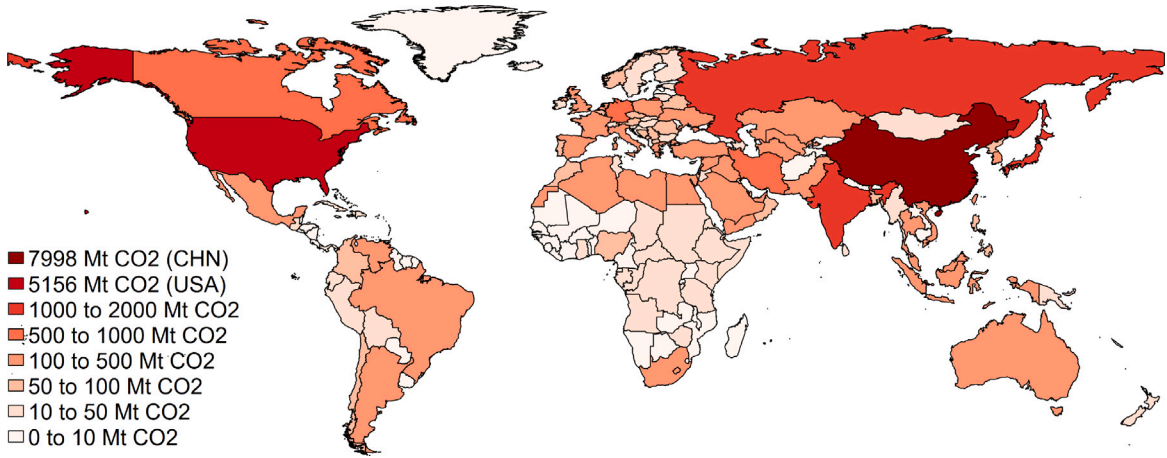 7998 Mt CO2 (CHN)
5156 Mt CO2 (USA)
1000 to 2000 Mt CO2
500 to 1000 Mt CO2
100 to 500 Mt CO2
50 to 100 Mt CO2
10 to 50 Mt CO2
0 to 10 Mt CO2